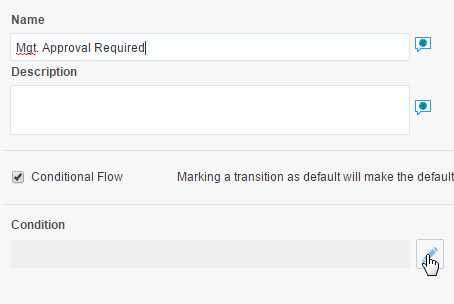 Name
Mgt. Approval Required
Description
Conditional Flow Marking a transition as default will make the default
Condition